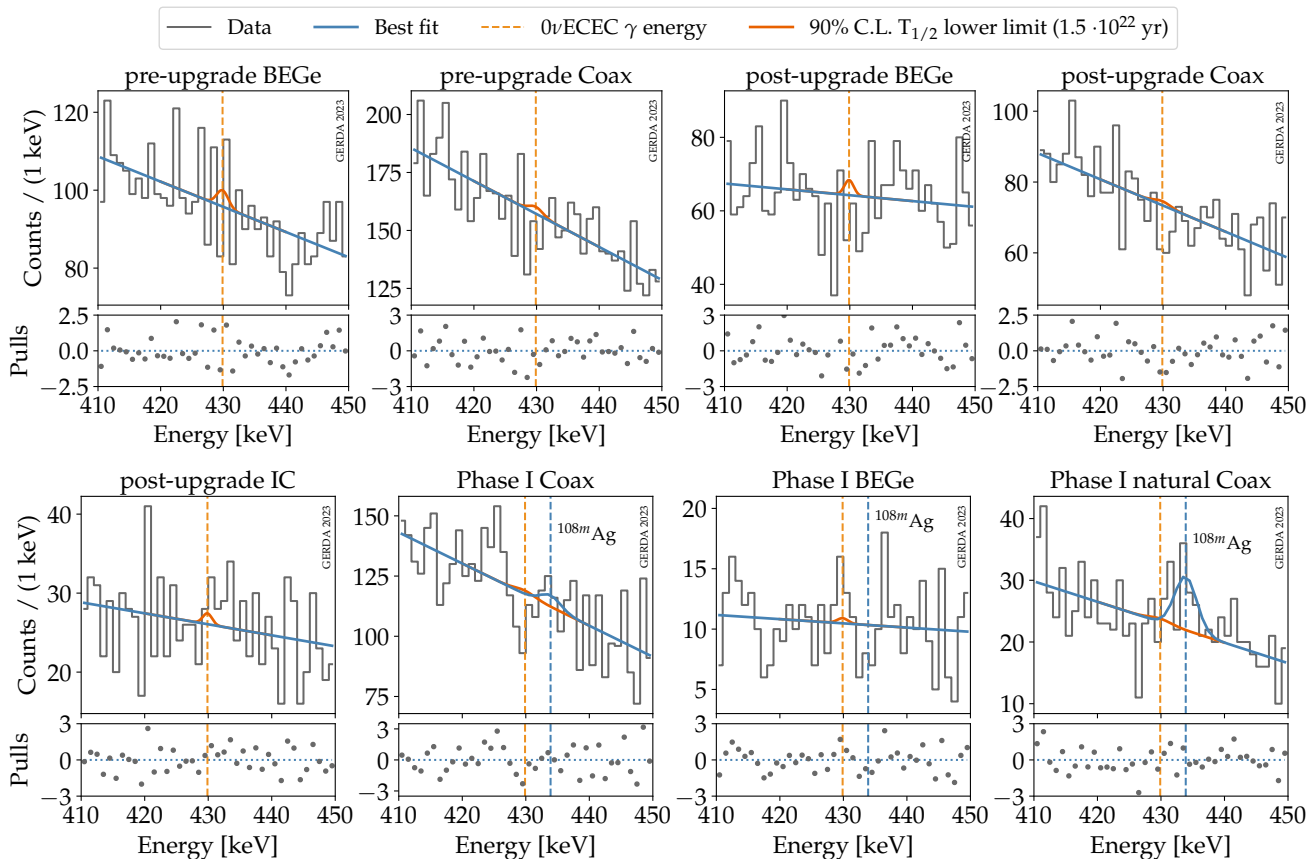 Data Best fit 0νECEC γ energy 90% C.L. T1/2 lower limit (1.5 ·10²² yr)
pre-upgrade BEGe pre-upgrade Coax post-upgrade BEGe post-upgrade Coax
Counts / (1 keV)
120
100
80
GERDA 2023
200
175
150
125
GERDA 2023
80
60
40
GERDA 2023
100
80
60
GERDA 2023
Pulls
2.5
0.0
−2.5
3
0
−3
3
0
−3
2.5
0.0
−2.5
410 420 430 440 450 410 420 430 440 450 410 420 430 440 450 410 420 430 440 450
Energy [keV] Energy [keV] Energy [keV] Energy [keV]
post-upgrade IC Phase I Coax Phase I BEGe Phase I natural Coax
Counts / (1 keV)
40
30
20
GERDA 2023
150
125
100
75
¹⁰⁸ᵐAg
15
10
5
¹⁰⁸ᵐAg
GERDA 2023
40
30
20
10
¹⁰⁸ᵐAg
GERDA 2023
Pulls
3
0
−3
3
0
−3
3
0
−3
3
0
−3
410 420 430 440 450 410 420 430 440 450 410 420 430 440 450 410 420 430 440 450
Energy [keV] Energy [keV] Energy [keV] Energy [keV]